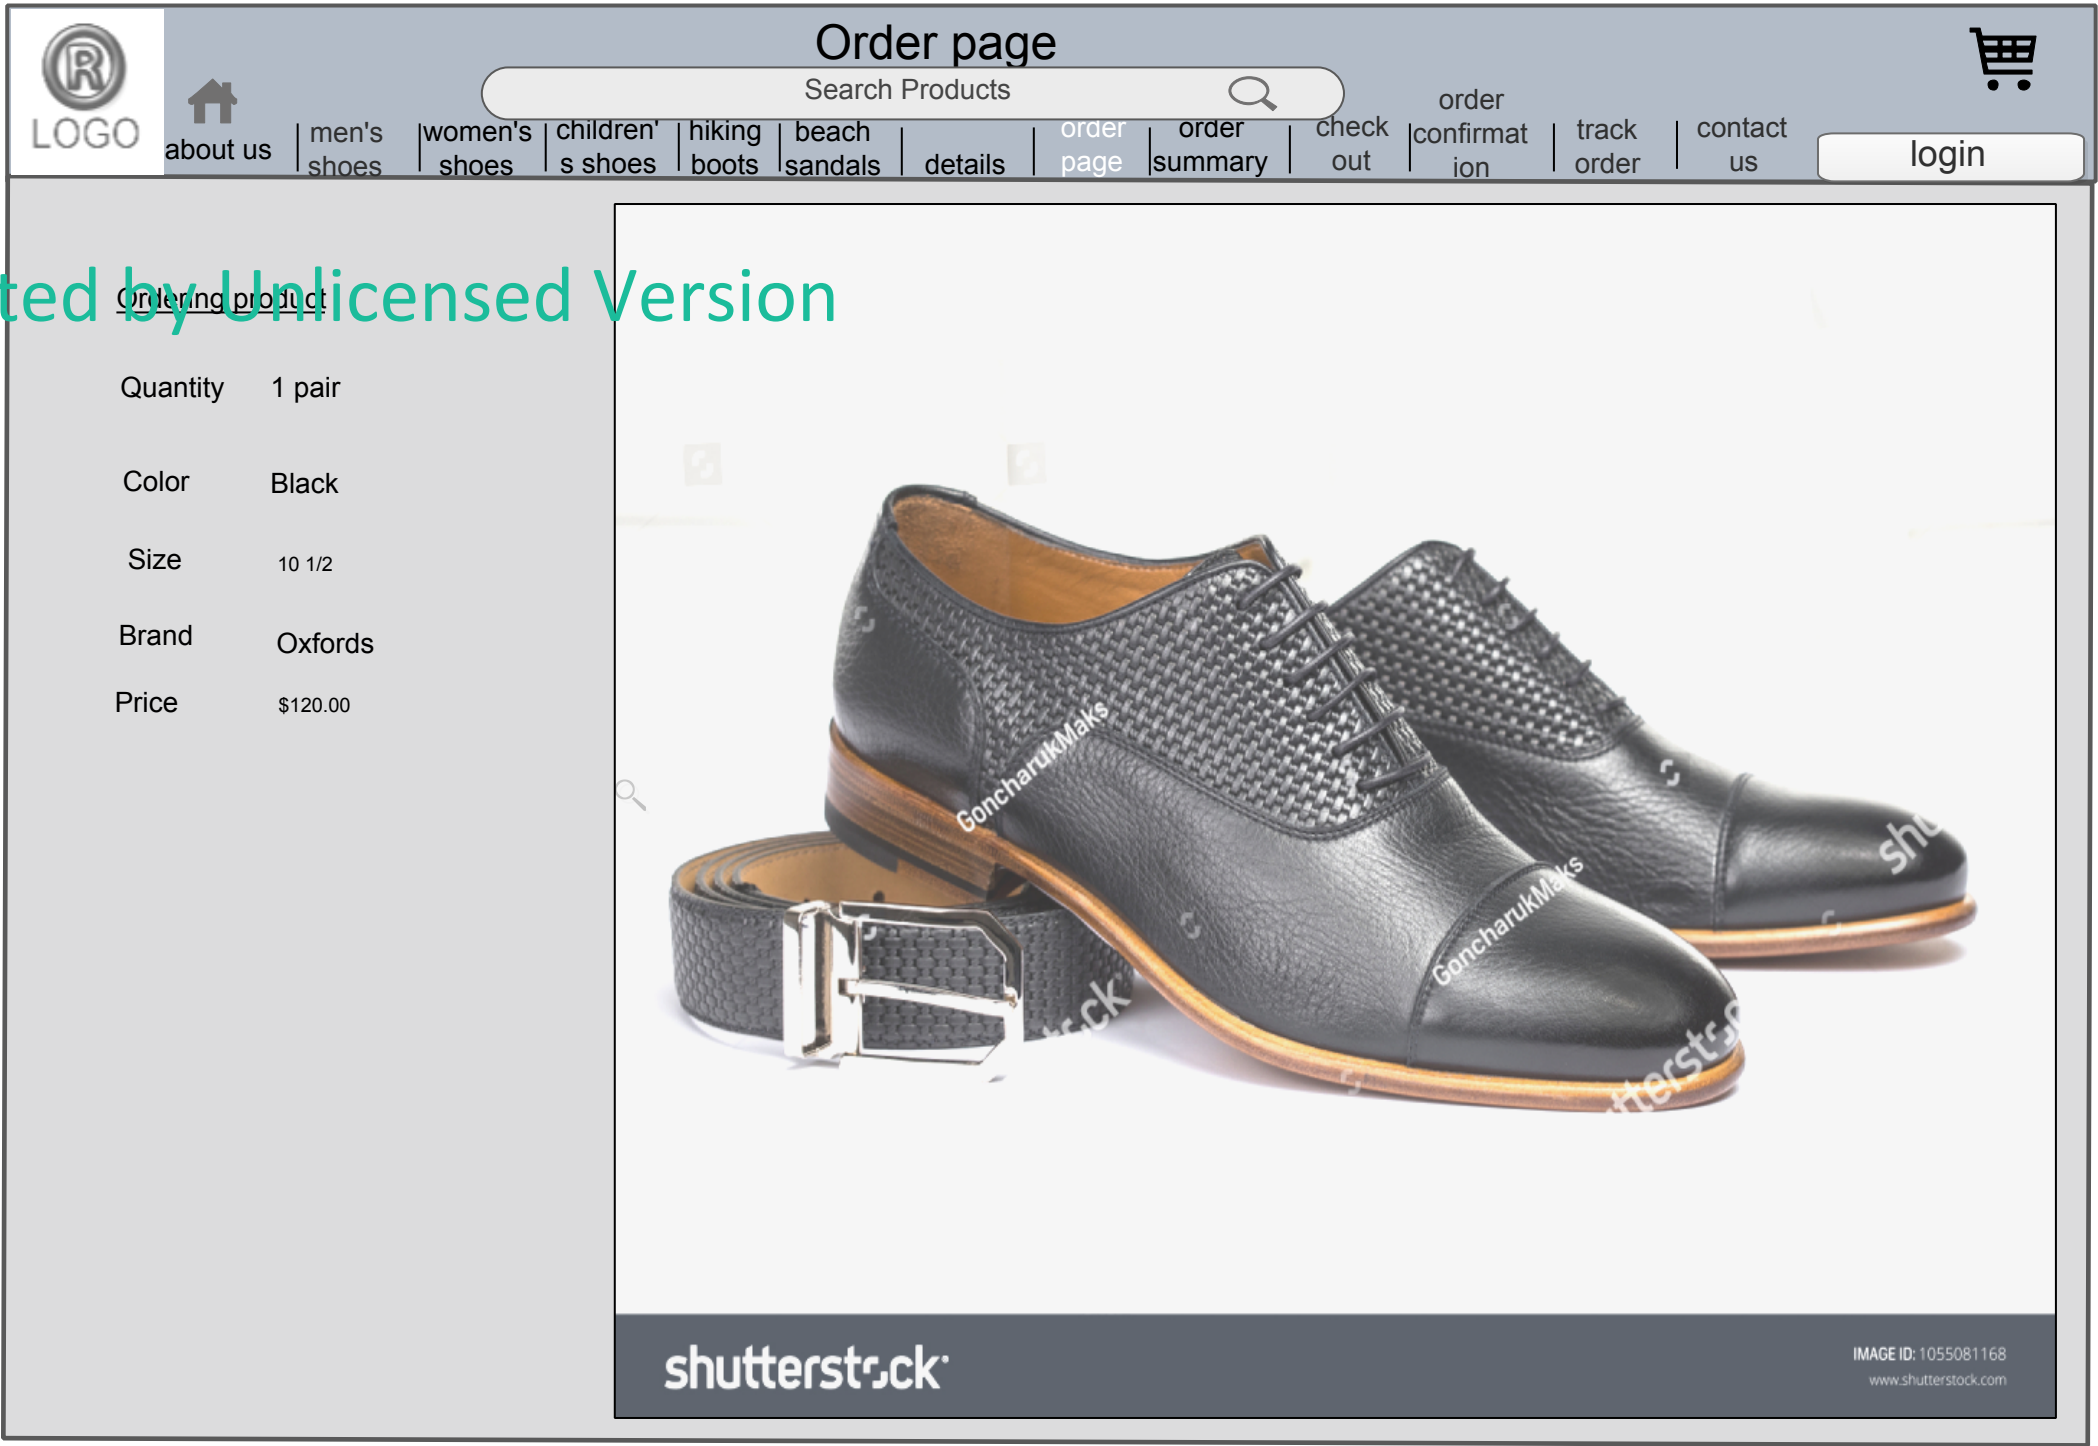 Order page
R
LOGO
Search Products
about us
men's
shoes
women's
shoes
children'
s shoes
hiking
boots
beach
sandals
details
order
page
order
summary
check
out
order
confirmat
ion
track
order
contact
us
login
ted by Unlicensed Version
Ordering product
Quantity 1 pair
Color Black
Size 10 1/2
Brand Oxfords
Price $120.00
GoncharukMaks
GoncharukMaks
shutterstock
IMAGE ID: 1055081168
www.shutterstock.com